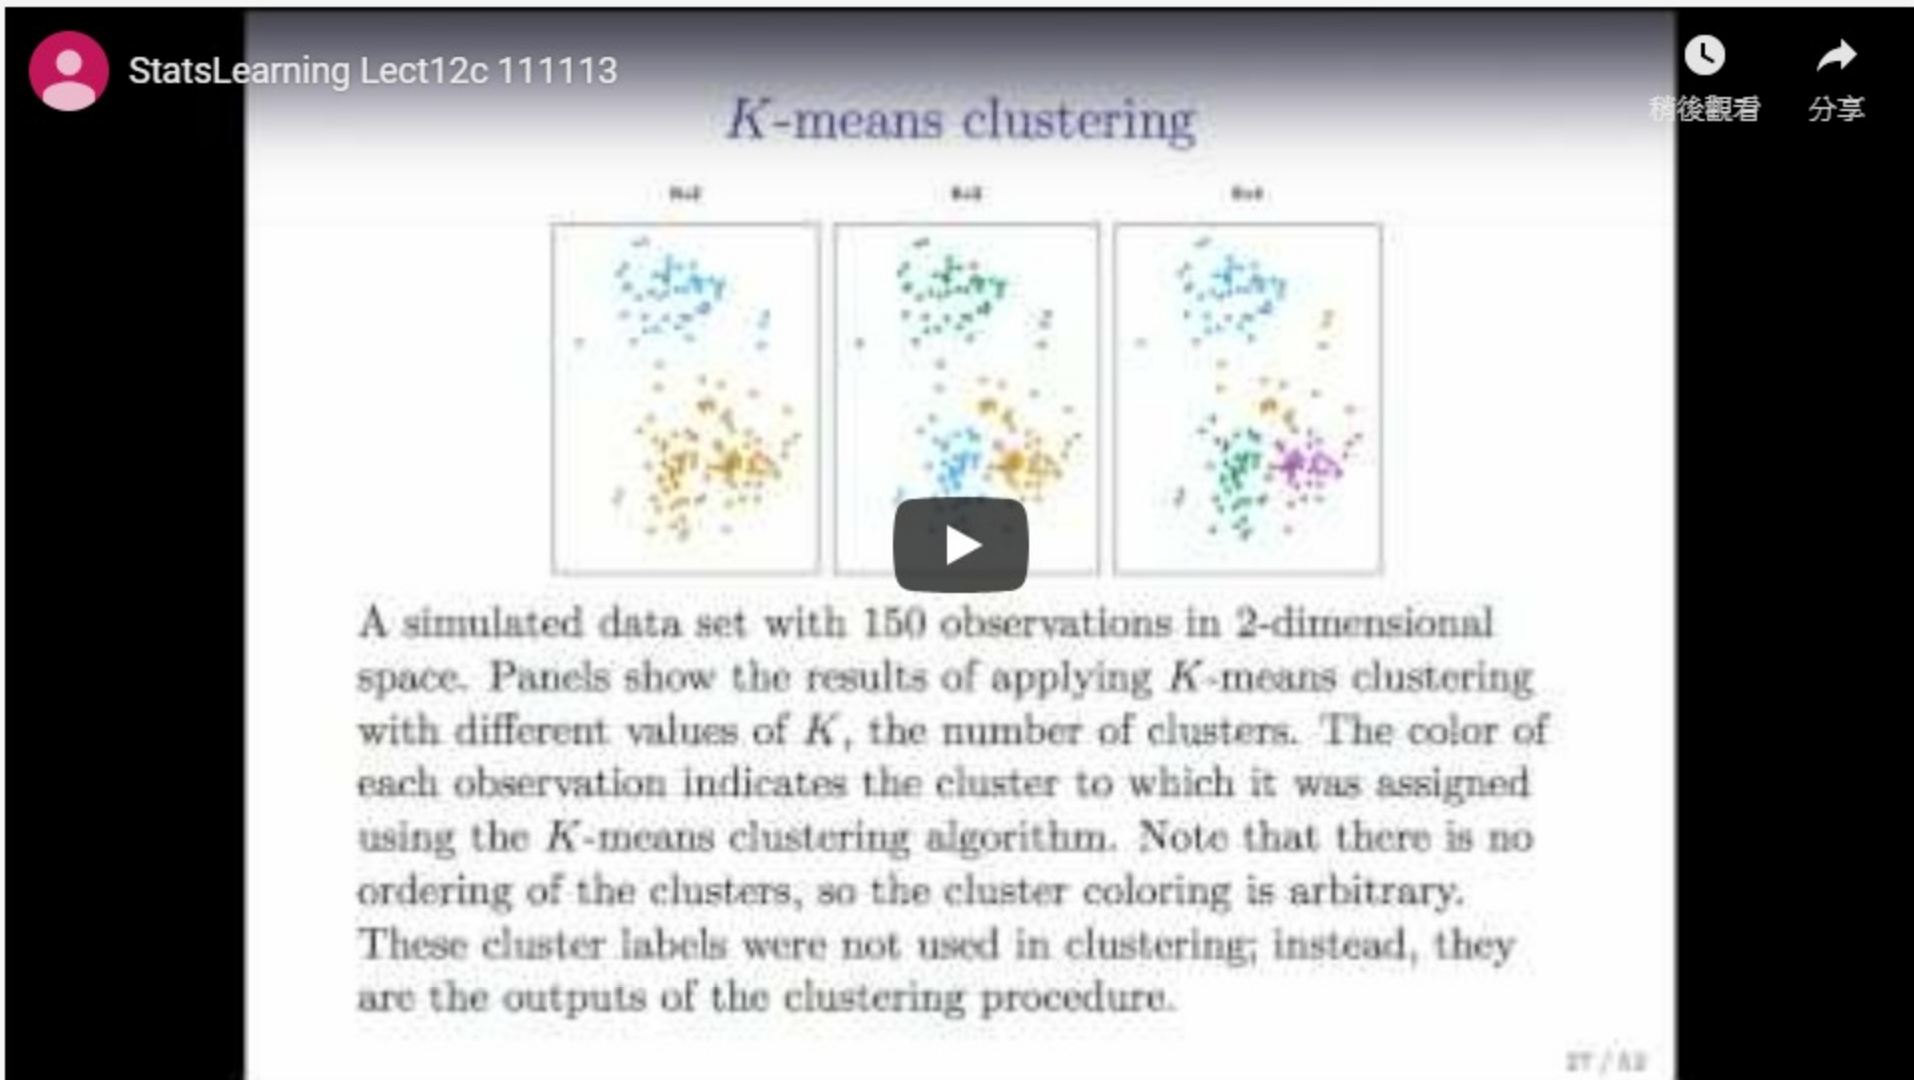 StatsLearning Lect12c 111113
稍後觀看
分享
K-means clustering
A simulated data set with 150 observations in 2-dimensional
space. Panels show the results of applying K-means clustering
with different values of K, the number of clusters. The color of
each observation indicates the cluster to which it was assigned
using the K-means clustering algorithm. Note that there is no
ordering of the clusters, so the cluster coloring is arbitrary.
These cluster labels were not used in clustering; instead, they
are the outputs of the clustering procedure.